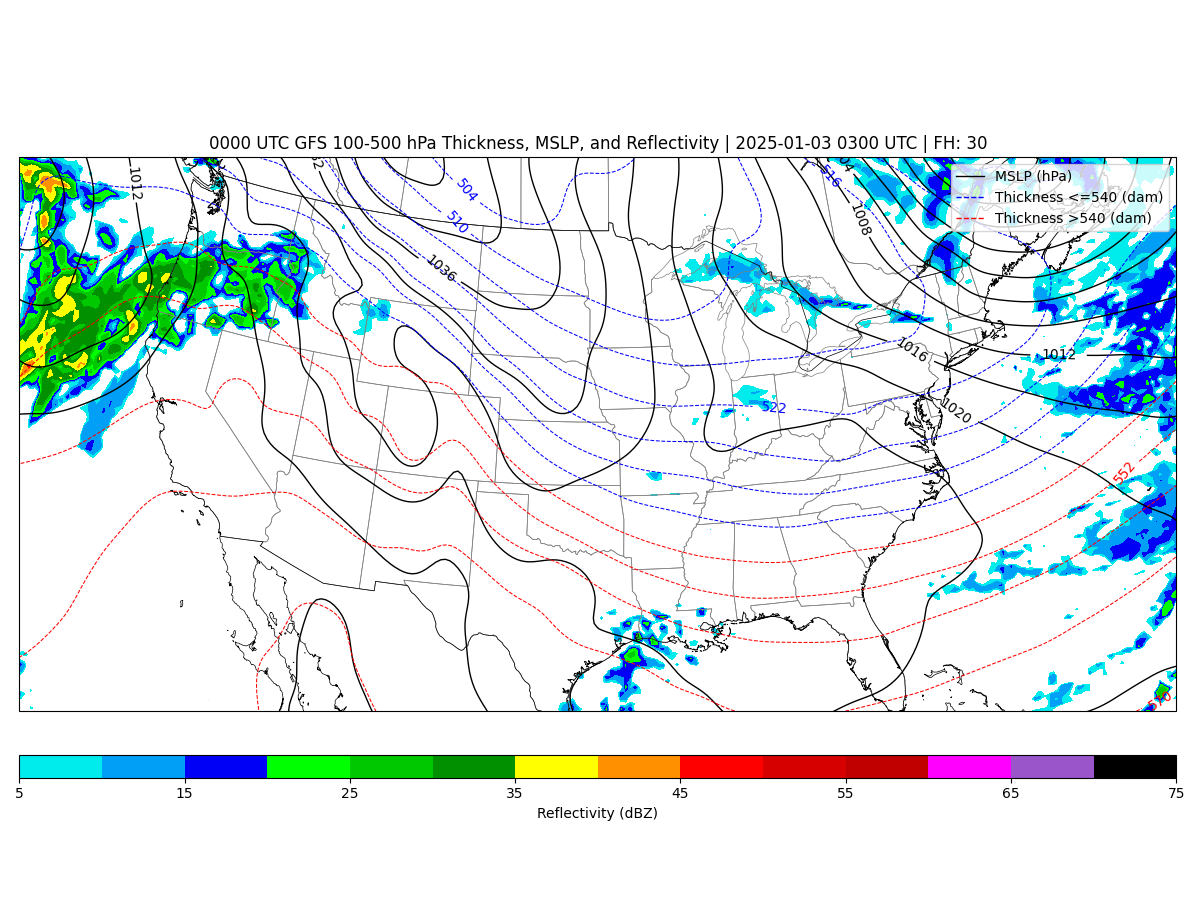 0000 UTC GFS 100-500 hPa Thickness, MSLP, and Reflectivity | 2025-01-03 0300 UTC | FH: 30
MSLP (hPa)
Thickness <=540 (dam)
Thickness >540 (dam)
1012
504
516
510
1008
1036
1016
1012
522
1020
552
5 15 25 35 45 55 65 75
Reflectivity (dBZ)